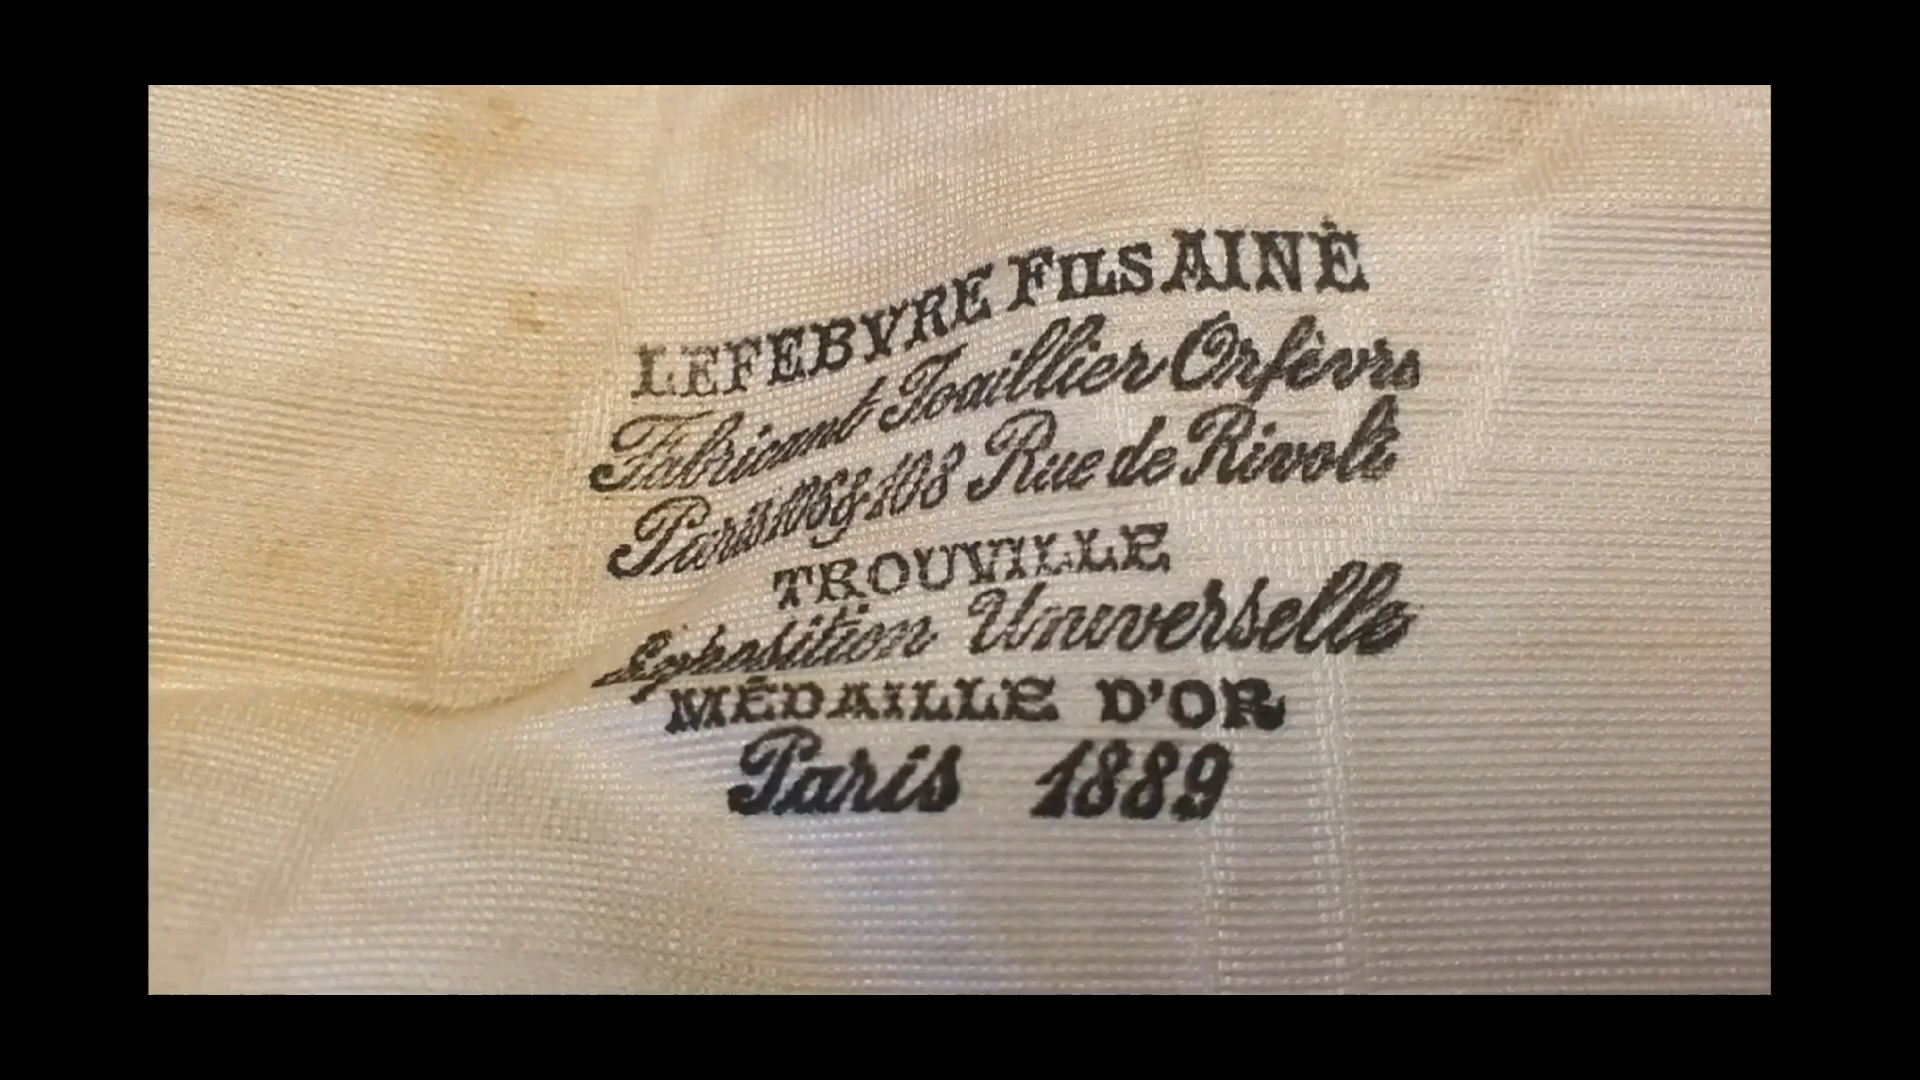 LEFEBVRE FILS AINÉ
Fabricant Joaillier Orfèvre
Paris 106 & 108 Rue de Rivoli
TROUVILLE
Exposition Universelle
MÉDAILLE D'OR
Paris 1889